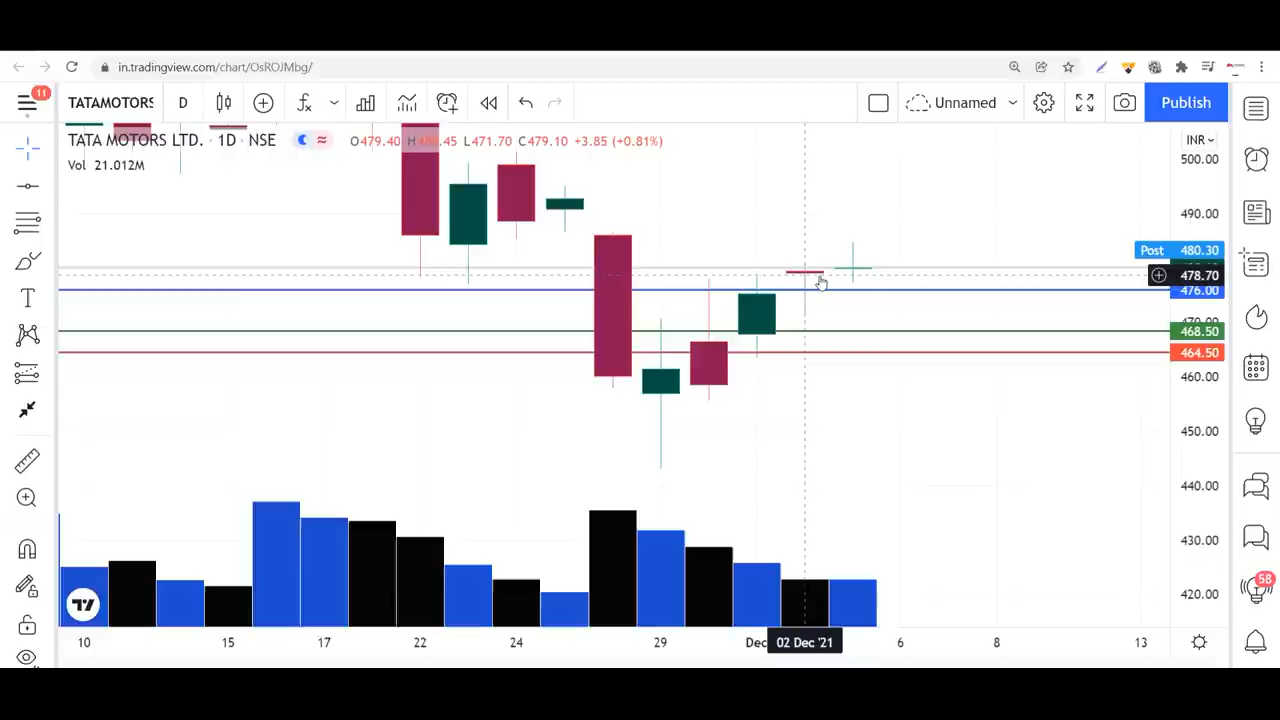 in.tradingview.com/chart/OsROJMbg/
11
TATAMOTORS
D
Unnamed
Publish
TATA MOTORS LTD. · 1D · NSE
O479.40 L471.70 C479.10 +3.85 (+0.81%)
Vol 21.012M
INR
500.00
490.00
Post 480.30
478.70
476.00
468.50
464.50
460.00
450.00
440.00
430.00
420.00
58
10 15 17 22 24 29 Dec 02 Dec '21 6 8 13